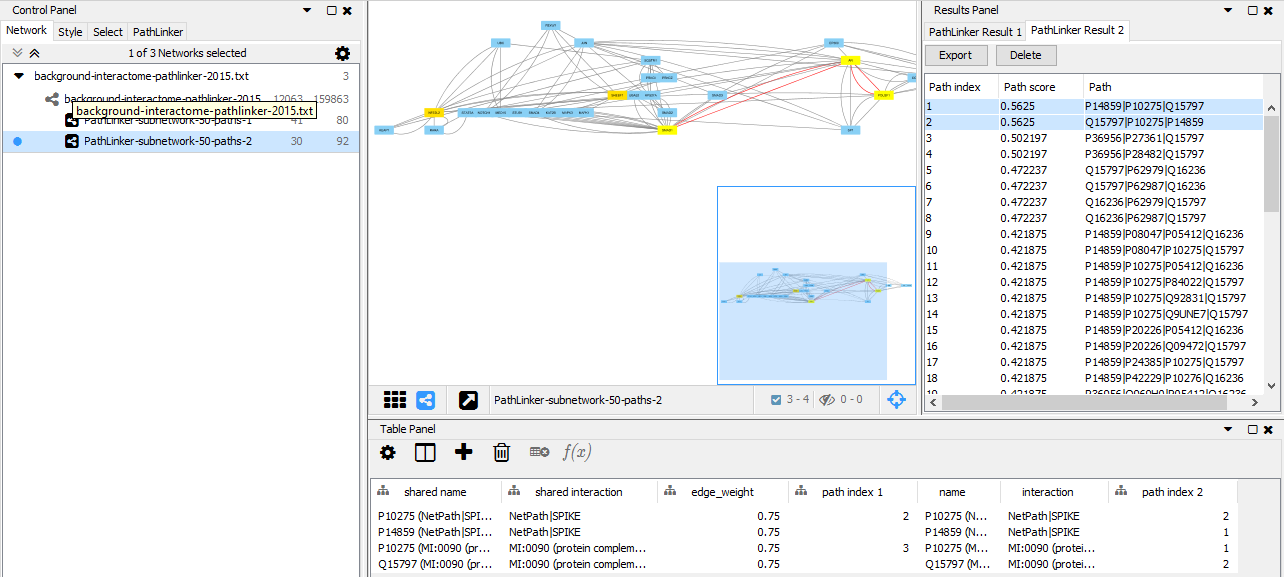 Control Panel
Network Style Select PathLinker
1 of 3 Networks selected
background-interactome-pathlinker-2015.txt 3
background-interactome-pathlinker-2015 12063 159863
background-interactome-pathlinker-2015.txt
PathLinker-subnetwork-50-paths-1 41 80
PathLinker-subnetwork-50-paths-2 30 92
PathLinker-subnetwork-50-paths-2
3 - 4
0 - 0
Results Panel
PathLinker Result 1 PathLinker Result 2
Export Delete
Path index Path score Path
1 0.5625 P14859|P10275|Q15797
2 0.5625 Q15797|P10275|P14859
3 0.502197 P36956|P27361|Q15797
4 0.502197 P36956|P28482|Q15797
5 0.472237 Q15797|P62979|Q16236
6 0.472237 Q15797|P62987|Q16236
7 0.472237 Q16236|P62979|Q15797
8 0.472237 Q16236|P62987|Q15797
9 0.421875 P14859|P08047|P05412|Q16236
10 0.421875 P14859|P08047|P10275|Q15797
11 0.421875 P14859|P10275|P05412|Q16236
12 0.421875 P14859|P10275|P84022|Q15797
13 0.421875 P14859|P10275|Q92831|Q15797
14 0.421875 P14859|P10275|Q9UNE7|Q15797
15 0.421875 P14859|P20226|P05412|Q16236
16 0.421875 P14859|P20226|Q09472|Q15797
17 0.421875 P14859|P24385|P10275|Q15797
18 0.421875 P14859|P42229|P10276|Q16236
19 0.421875
Table Panel
f(x)
shared name shared interaction edge_weight path index 1 name interaction path index 2
P10275 (NetPath|SPI... NetPath|SPIKE 0.75 2 P10275 (N... NetPath|SPIKE 2
P14859 (NetPath|SPI... NetPath|SPIKE 0.75 P14859 (N... NetPath|SPIKE 1
P10275 (MI:0090 (pr... MI:0090 (protein complem... 0.75 3 P10275 (M... MI:0090 (protei... 1
Q15797 (MI:0090 (pr... MI:0090 (protein complem... 0.75 Q15797 (M... MI:0090 (protei... 2